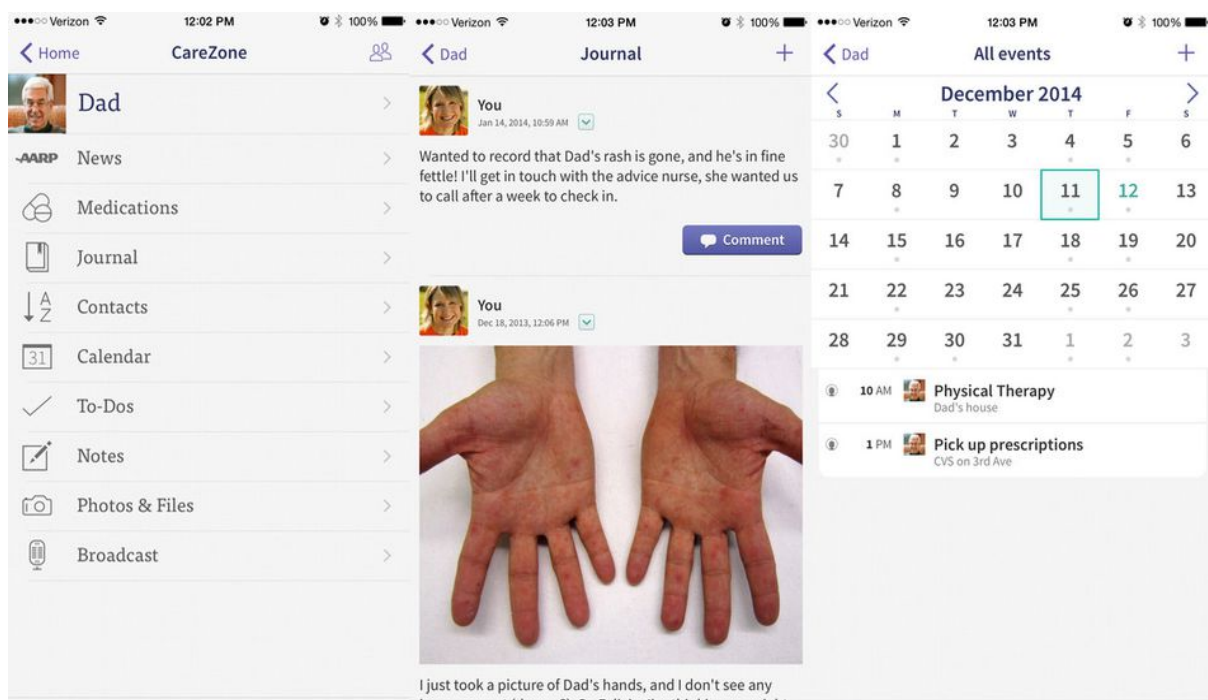 Verizon 12:02 PM 100%
Home CareZone
Dad
AARP News
Medications
Journal
A
Z Contacts
31 Calendar
To-Dos
Notes
Photos & Files
Broadcast
Verizon 12:03 PM 100%
Dad Journal +
You
Jan 14, 2014, 10:59 AM
Wanted to record that Dad's rash is gone, and he's in fine
fettle! I'll get in touch with the advice nurse, she wanted us
to call after a week to check in.
Comment
You
Dec 18, 2013, 12:06 PM
I just took a picture of Dad's hands, and I don't see any
Verizon 12:03 PM 100%
Dad All events +
December 2014
S M T W T F S
30 1 2 3 4 5 6
7 8 9 10 11 12 13
14 15 16 17 18 19 20
21 22 23 24 25 26 27
28 29 30 31 1 2 3
10 AM Physical Therapy
Dad's house
1 PM Pick up prescriptions
CVS on 3rd Ave